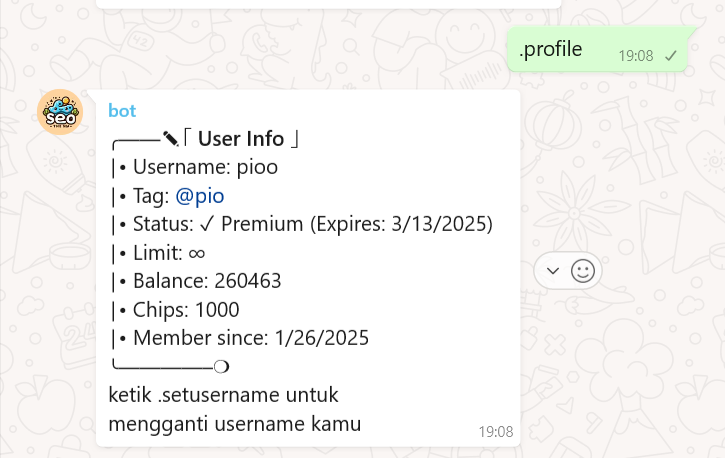 .profile
19:08 ✓
seo
bot
╭───✎「 User Info 」
│• Username: pioo
│• Tag: @pio
│• Status: ✓ Premium (Expires: 3/13/2025)
│• Limit: ∞
│• Balance: 260463
│• Chips: 1000
│• Member since: 1/26/2025
╰──────❍
ketik .setusername untuk
mengganti username kamu
19:08